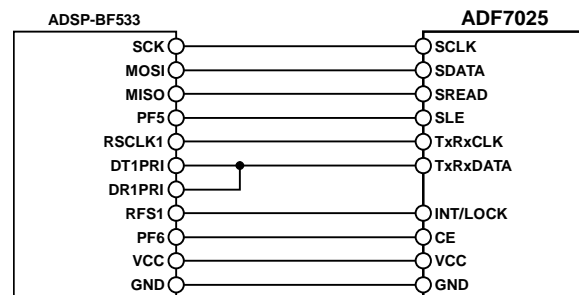 ADSP-BF533 ADF7025
SCK SCLK
MOSI SDATA
MISO SREAD
PF5 SLE
RSCLK1 TxRxCLK
DT1PRI TxRxDATA
DR1PRI
RFS1 INT/LOCK
PF6 CE
VCC VCC
GND GND